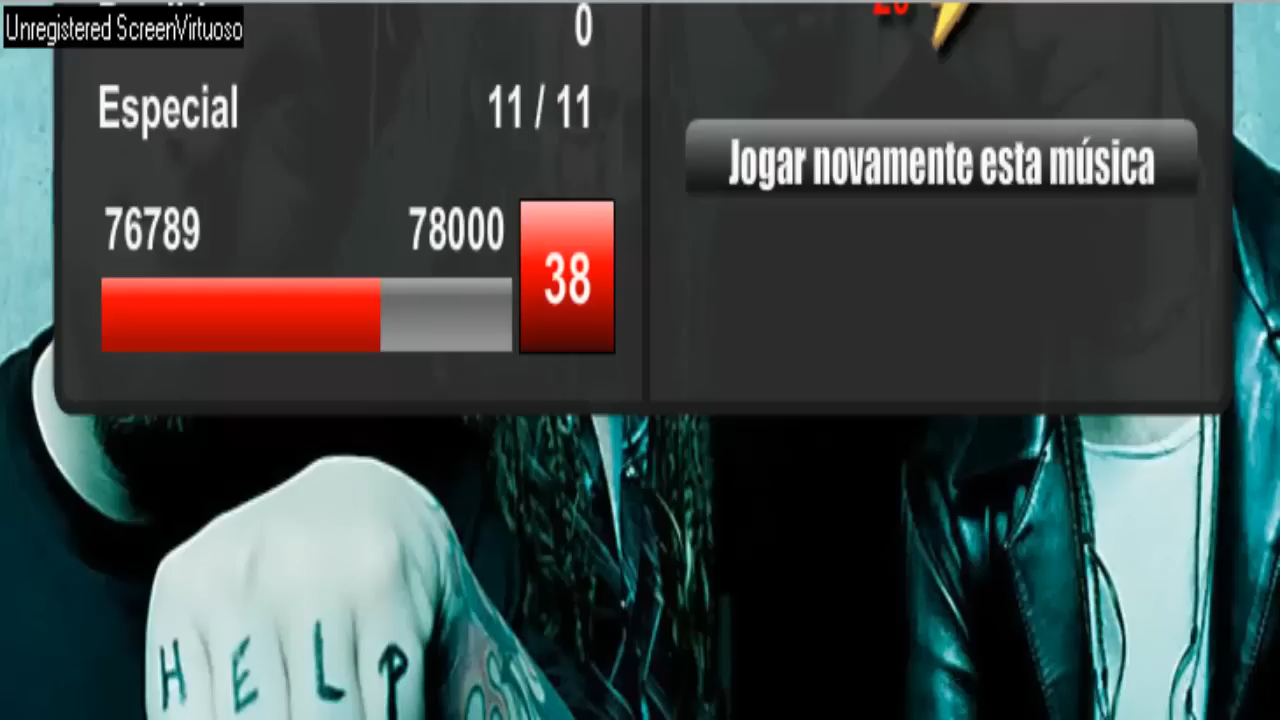 Unregistered ScreenVirtuoso
0
Especial 11 / 11
76789 78000
38
Jogar novamente esta música
HELP